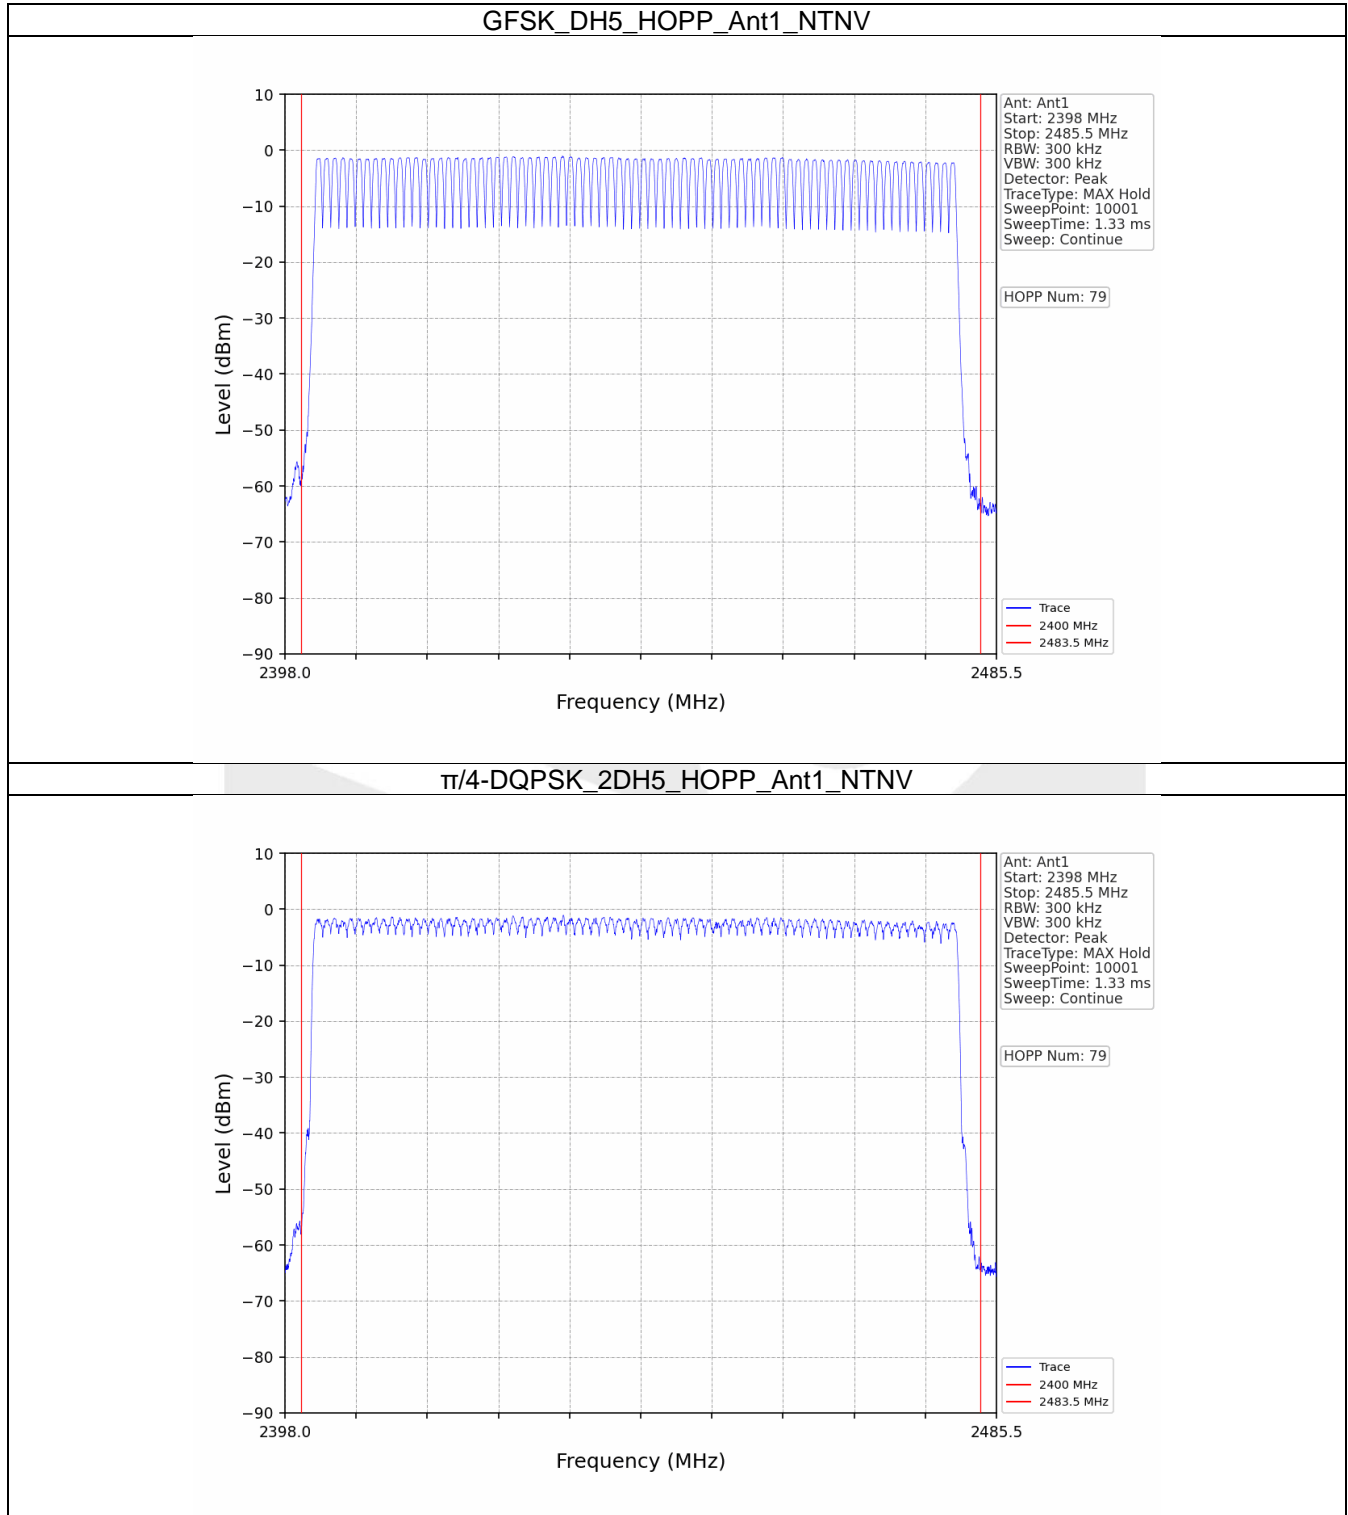 GFSK_DH5_HOPP_Ant1_NTNV
10
0
−10
−20
−30
−40
−50
−60
−70
−80
−90
Level (dBm)
2398.0
2485.5
Frequency (MHz)
Ant: Ant1
Start: 2398 MHz
Stop: 2485.5 MHz
RBW: 300 kHz
VBW: 300 kHz
Detector: Peak
TraceType: MAX Hold
SweepPoint: 10001
SweepTime: 1.33 ms
Sweep: Continue
HOPP Num: 79
Trace
2400 MHz
2483.5 MHz
π/4-DQPSK_2DH5_HOPP_Ant1_NTNV
10
0
−10
−20
−30
−40
−50
−60
−70
−80
−90
Level (dBm)
2398.0
2485.5
Frequency (MHz)
Ant: Ant1
Start: 2398 MHz
Stop: 2485.5 MHz
RBW: 300 kHz
VBW: 300 kHz
Detector: Peak
TraceType: MAX Hold
SweepPoint: 10001
SweepTime: 1.33 ms
Sweep: Continue
HOPP Num: 79
Trace
2400 MHz
2483.5 MHz